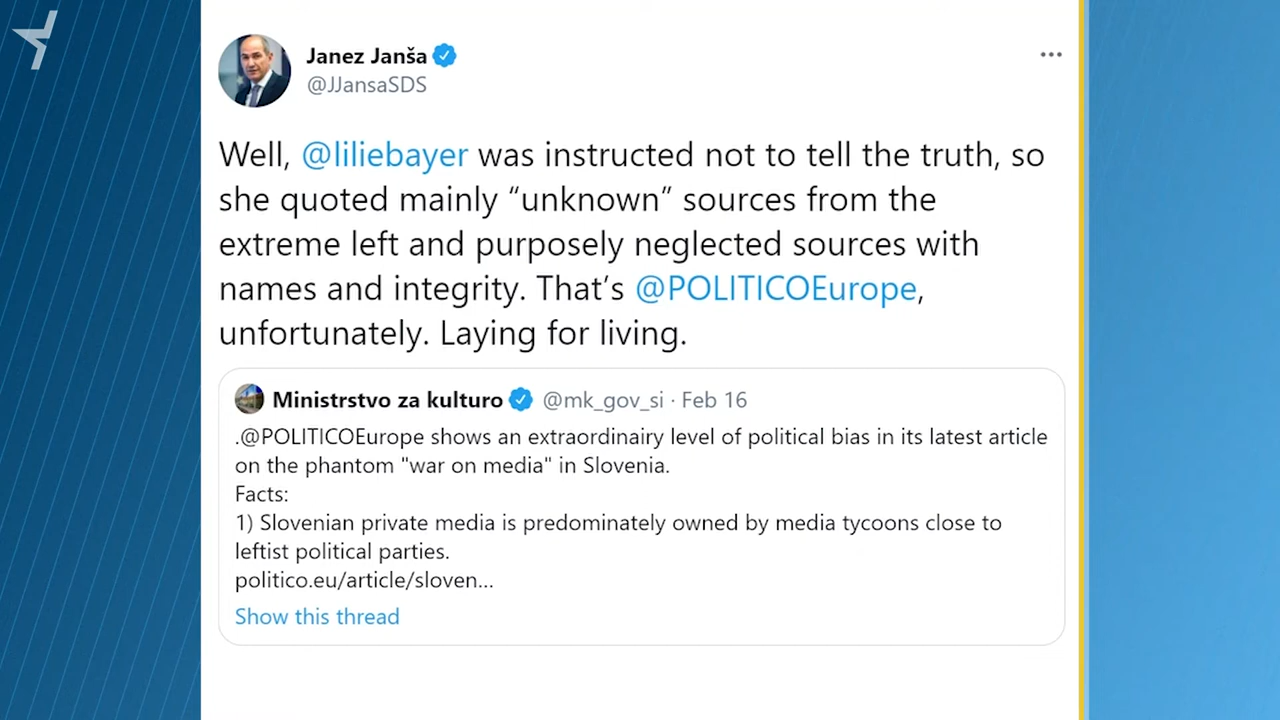 Janez Janša
@JJansaSDS
Well, @liliebayer was instructed not to tell the truth, so
she quoted mainly “unknown” sources from the
extreme left and purposely neglected sources with
names and integrity. That’s @POLITICOEurope,
unfortunately. Laying for living.
Ministrstvo za kulturo @mk_gov_si · Feb 16
.@POLITICOEurope shows an extraordinairy level of political bias in its latest article
on the phantom "war on media" in Slovenia.
Facts:
1) Slovenian private media is predominately owned by media tycoons close to
leftist political parties.
politico.eu/article/sloven...
Show this thread